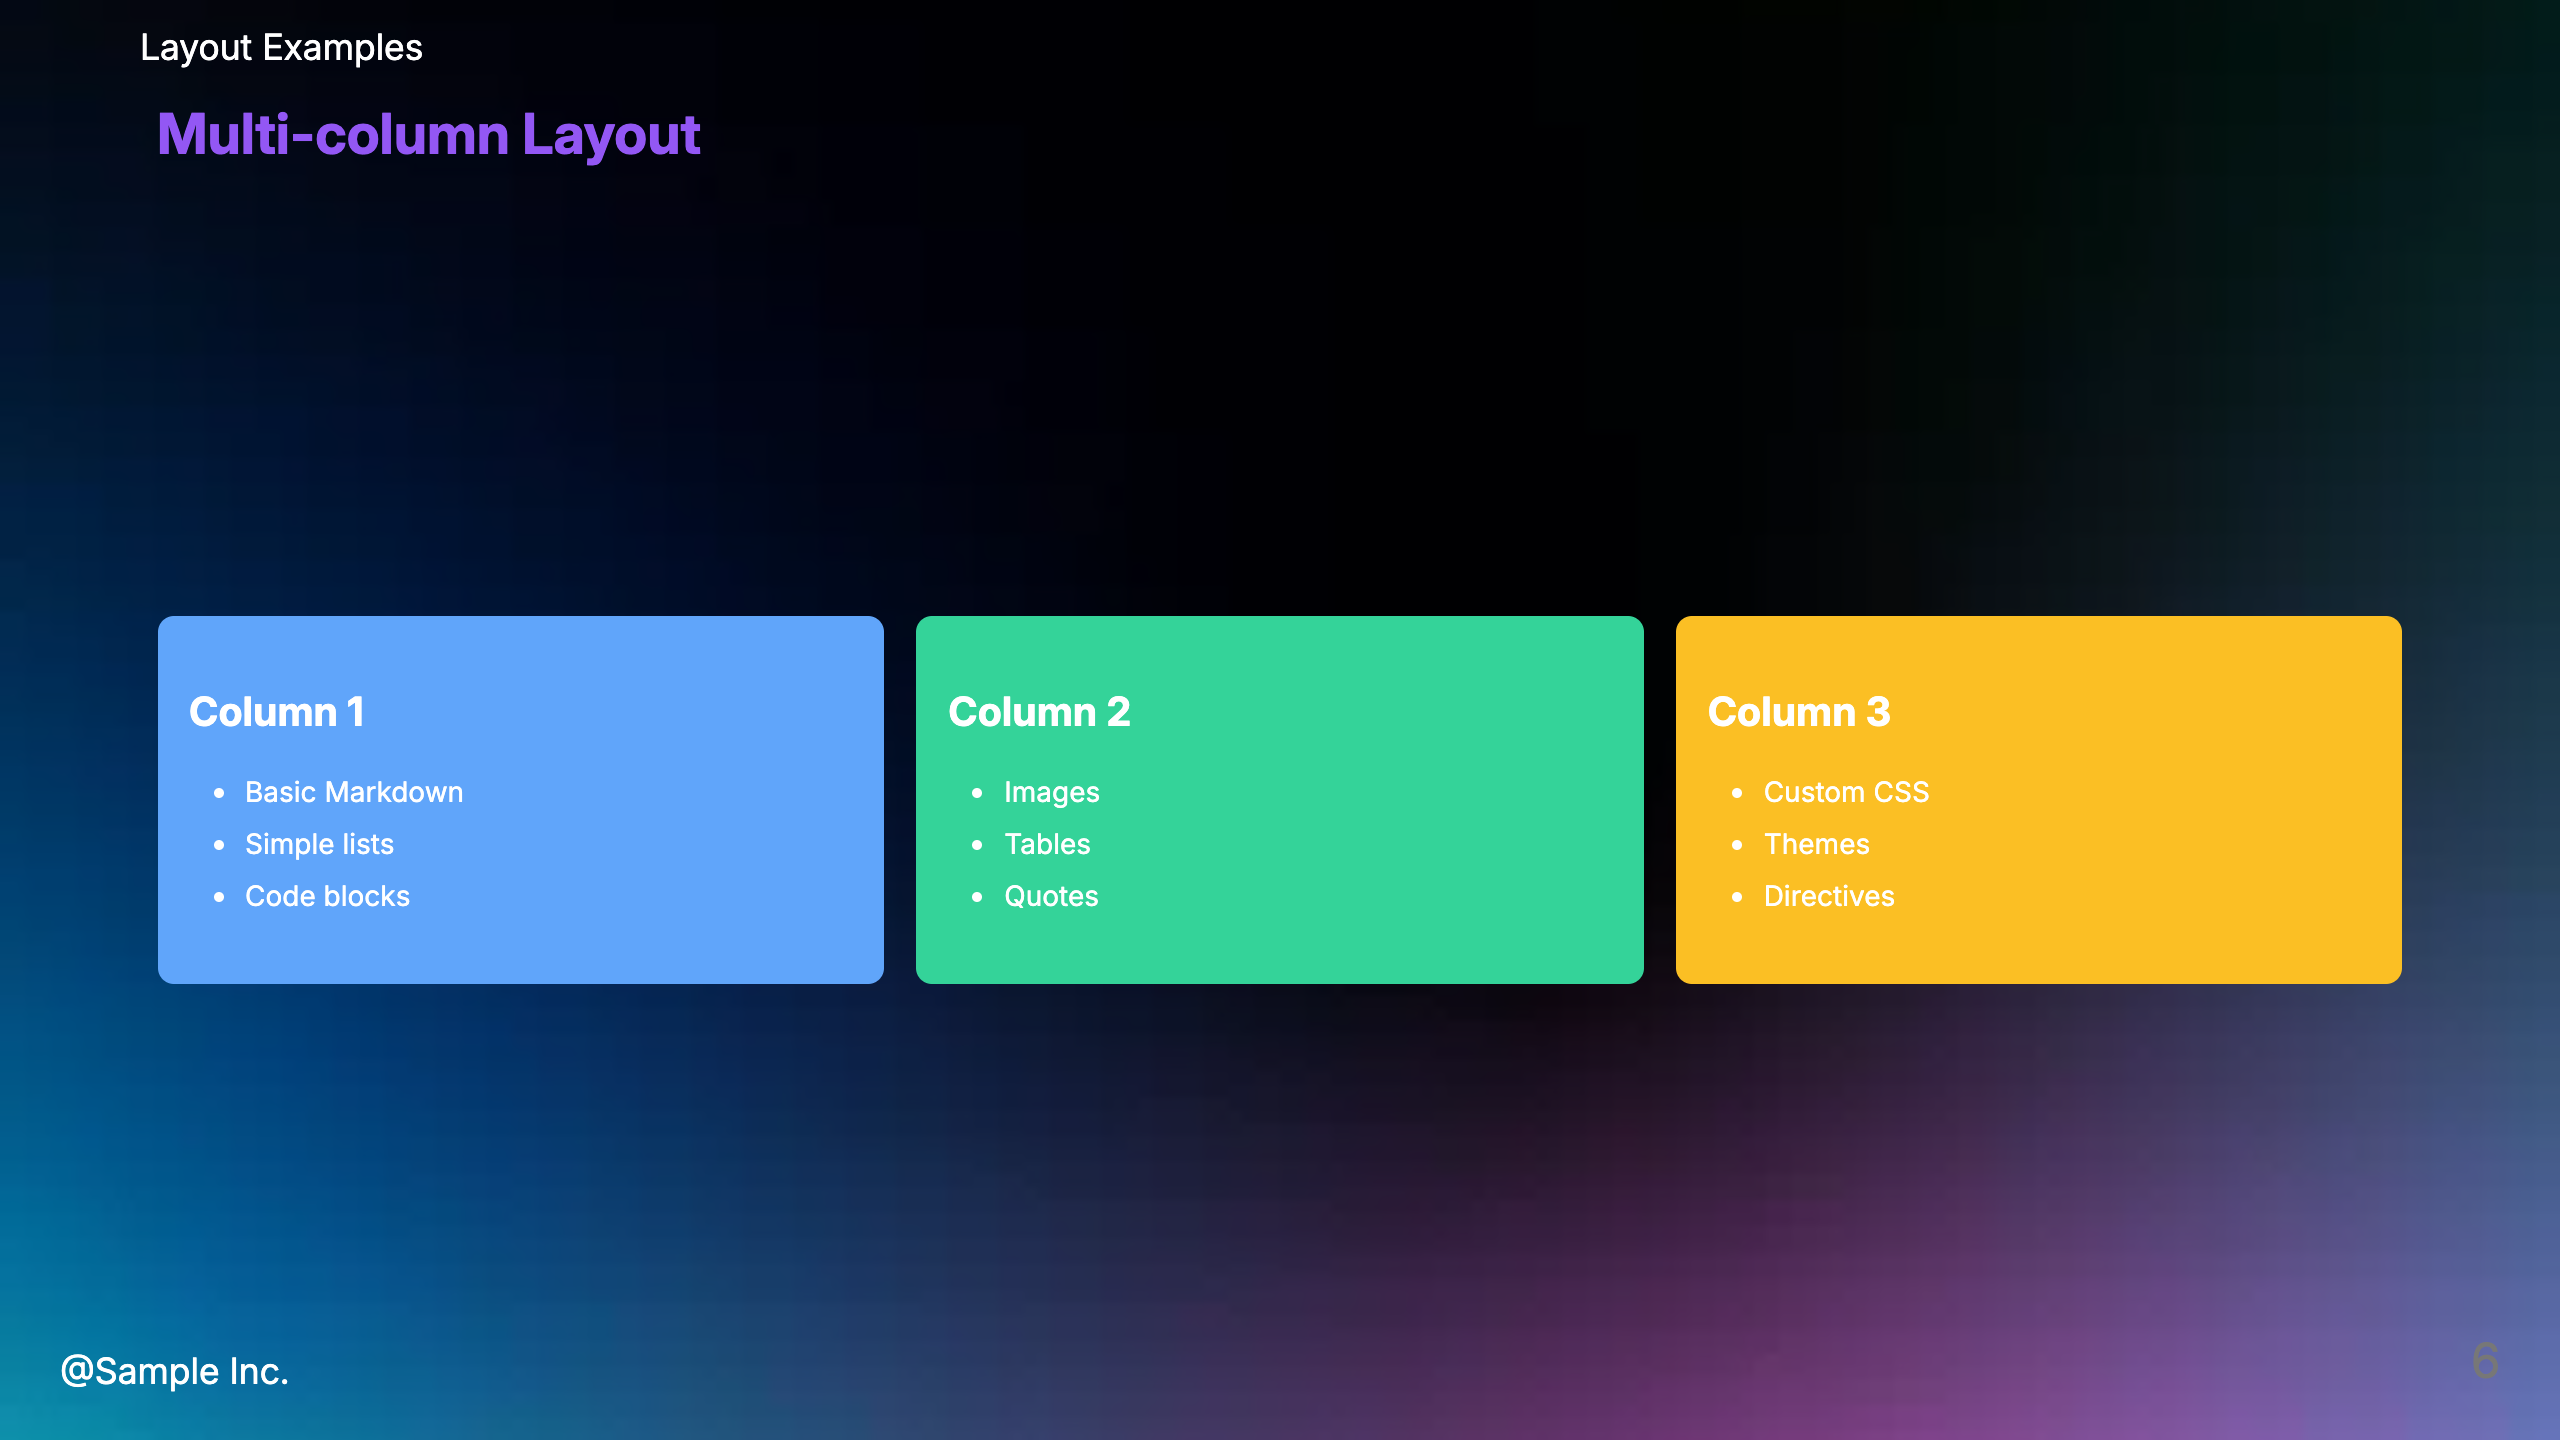 Layout Examples
Multi-column Layout
Column 1
Basic Markdown
Simple lists
Code blocks
Column 2
Images
Tables
Quotes
Column 3
Custom CSS
Themes
Directives
@Sample Inc.
6